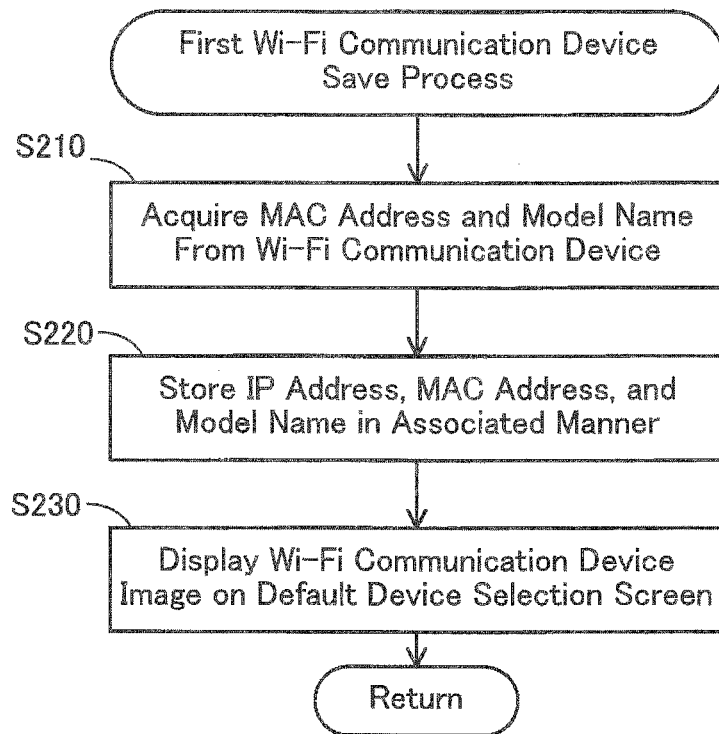 First Wi-Fi Communication Device
Save Process
S210
Acquire MAC Address and Model Name
From Wi-Fi Communication Device
S220
Store IP Address, MAC Address, and
Model Name in Associated Manner
S230
Display Wi-Fi Communication Device
Image on Default Device Selection Screen
Return